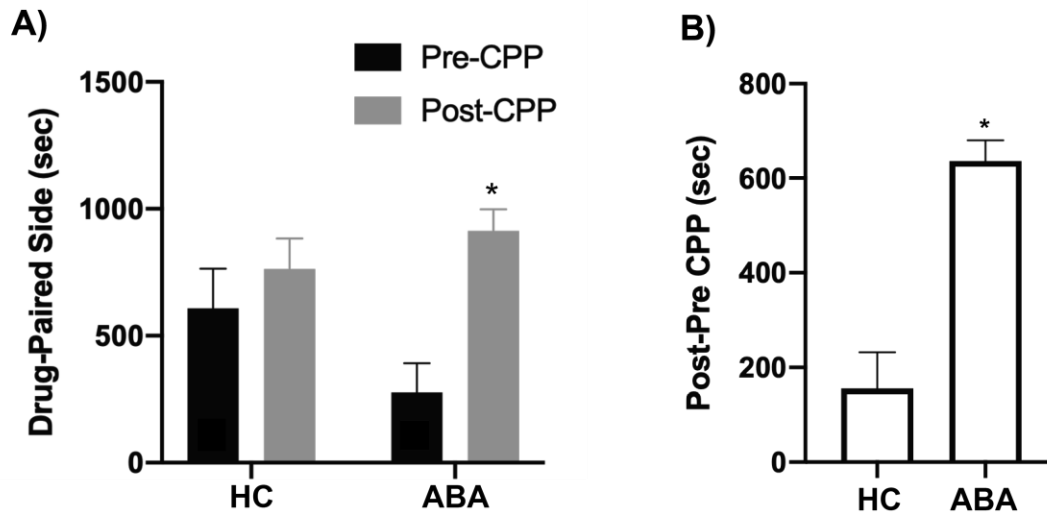 A)
Pre-CPP
Post-CPP
Drug-Paired Side (sec)
1500
1000
500
0
*
HC
ABA
B)
Post-Pre CPP (sec)
800
600
400
200
0
*
HC
ABA